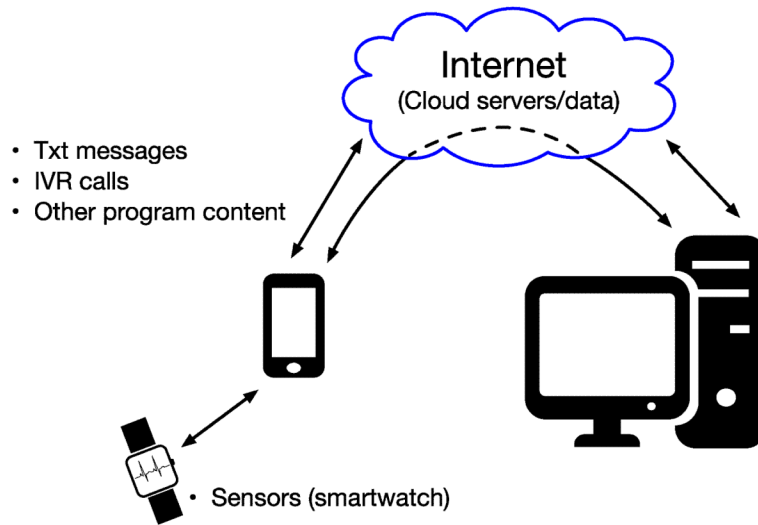 Internet
(Cloud servers/data)
• Txt messages
• IVR calls
• Other program content
• Sensors (smartwatch)